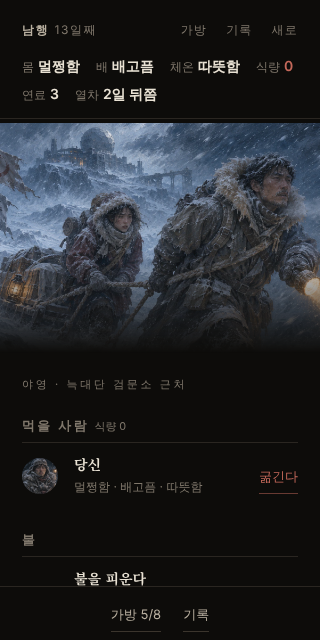 남행 13일째 가방 기록 새로
몸 멀쩡함 배 배고픔 체온 따뜻함 식량 0
연료 3 열차 2일 뒤쯤
야영 · 늑대단 검문소 근처
먹을 사람 식량 0
당신
멀쩡함 · 배고픔 · 따뜻함
굶긴다
불
불을 피운다
가방 5/8 기록